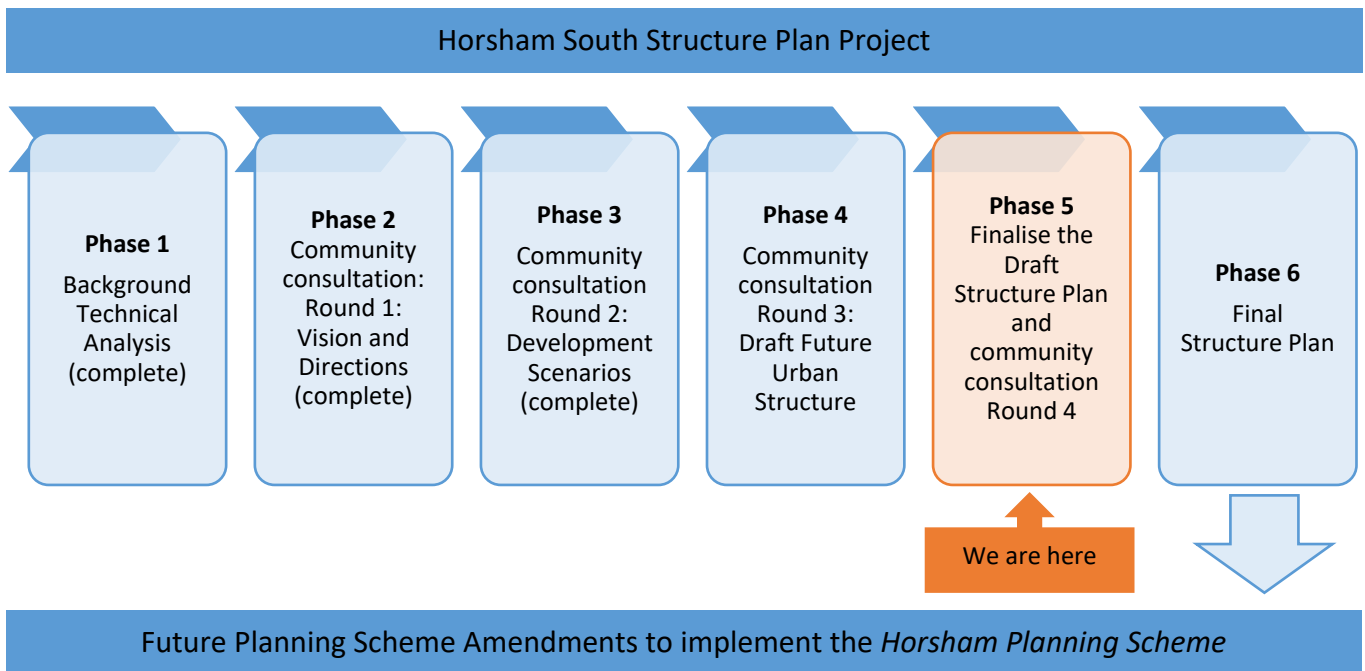 Horsham South Structure Plan Project
Phase 1
Background
Technical
Analysis
(complete)
Phase 2
Community
consultation:
Round 1:
Vision and
Directions
(complete)
Phase 3
Community
consultation
Round 2:
Development
Scenarios
(complete)
Phase 4
Community
consultation
Round 3:
Draft Future
Urban
Structure
Phase 5
Finalise the
Draft
Structure Plan
and
community
consultation
Round 4
Phase 6
Final
Structure Plan
We are here
Future Planning Scheme Amendments to implement the Horsham Planning Scheme